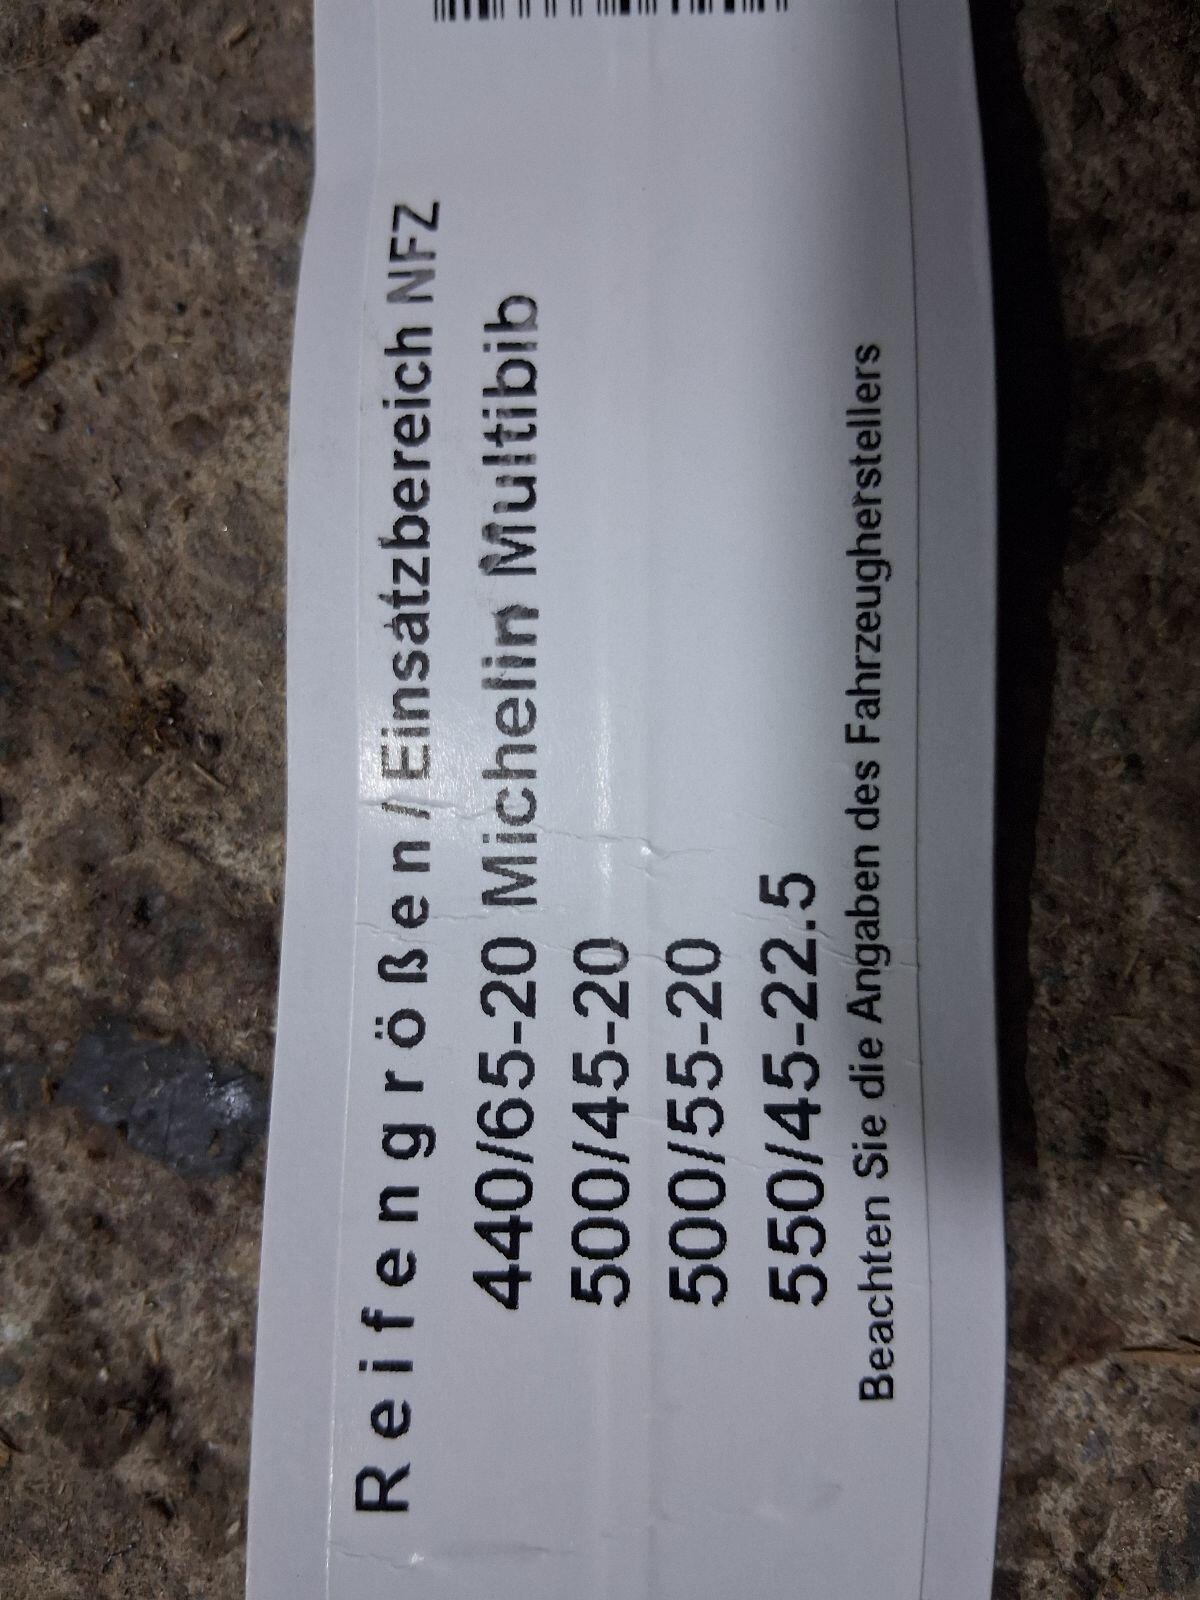 Reifengrößen / Einsatzbereich NFZ
440/65-20 Michelin Multibib
500/45-20
500/55-20
550/45-22.5
Beachten Sie die Angaben des Fahrzeugherstellers